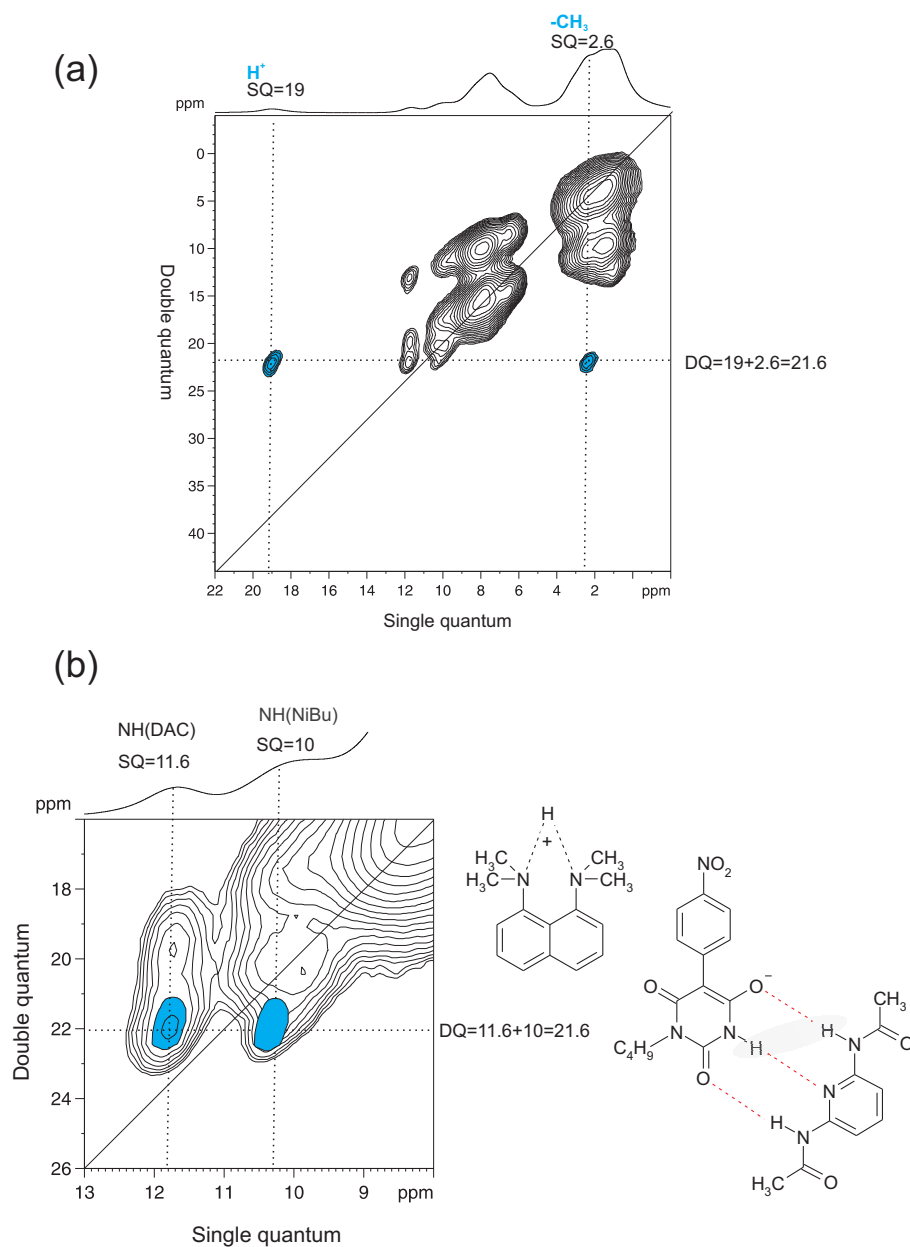 (a)
-CH₃
SQ=2.6
H⁺
SQ=19
ppm
0
5
10
15
20
25
30
35
40
Double quantum
DQ=19+2.6=21.6
22 20 18 16 14 12 10 8 6 4 2 ppm
Single quantum
(b)
NH(DAC)
SQ=11.6
NH(NiBu)
SQ=10
ppm
18
20
22
24
26
Double quantum
DQ=11.6+10=21.6
13 12 11 10 9 ppm
Single quantum
H
+
H₃C
H₃C
N
N
CH₃
CH₃
NO₂
O
O⁻
N
NH
H
C₄H₉
O
CH₃
H
N
O
N
H
N
H₃C
O